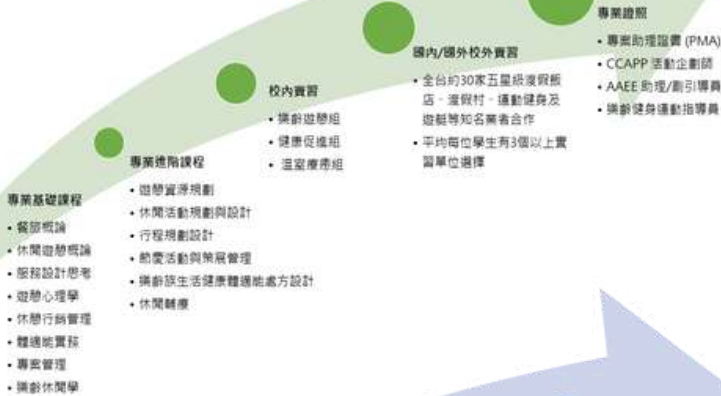 專業基礎課程
• 餐旅概論
• 休閒遊憩概論
• 服務設計思考
• 遊憩心理學
• 休憩行銷管理
• 體適能實務
• 專案管理
• 樂齡休閒學
專業進階課程
• 遊憩資源規劃
• 休閒活動規劃與設計
• 行程規劃設計
• 節慶活動與策展管理
• 樂齡族生活健康體適能處方設計
• 休閒輔療
校內實習
• 樂齡遊憩組
• 健康促進組
• 溫室療癒組
國內/國外校外實習
• 全台約30家五星級渡假飯
店、渡假村、運動健身及
遊艇等知名業者合作
• 平均每位學生有3個以上實
習單位選擇
專業證照
• 專案助理證書 (PMA)
• CCAPP 活動企劃師
• AAEE 助理/副引導員
• 樂齡健身運動指導員